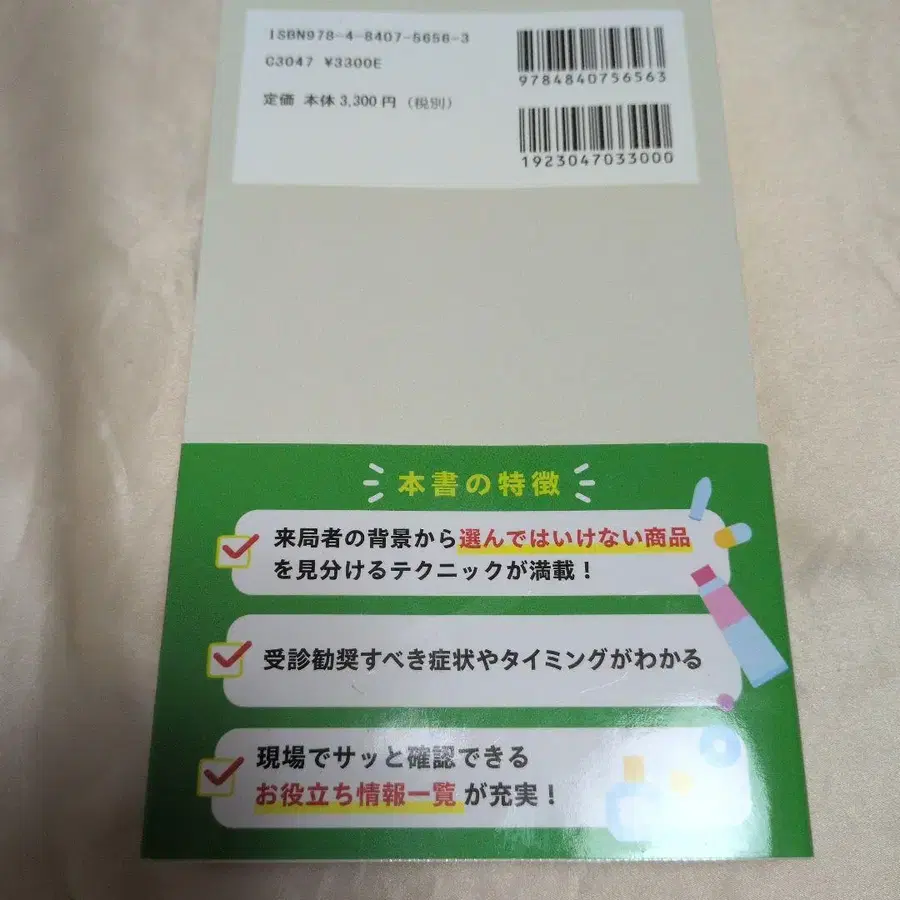 ISBN978-4-8407-5656-3
C3047 ¥3300E
定価 本体3,300円(税別)
9784840756563
1923047033000
本書の特徴
来局者の背景から選んではいけない商品
を見分けるテクニックが満載!
受診勧奨すべき症状やタイミングがわかる
現場でサッと確認できる
お役立ち情報一覧が充実!